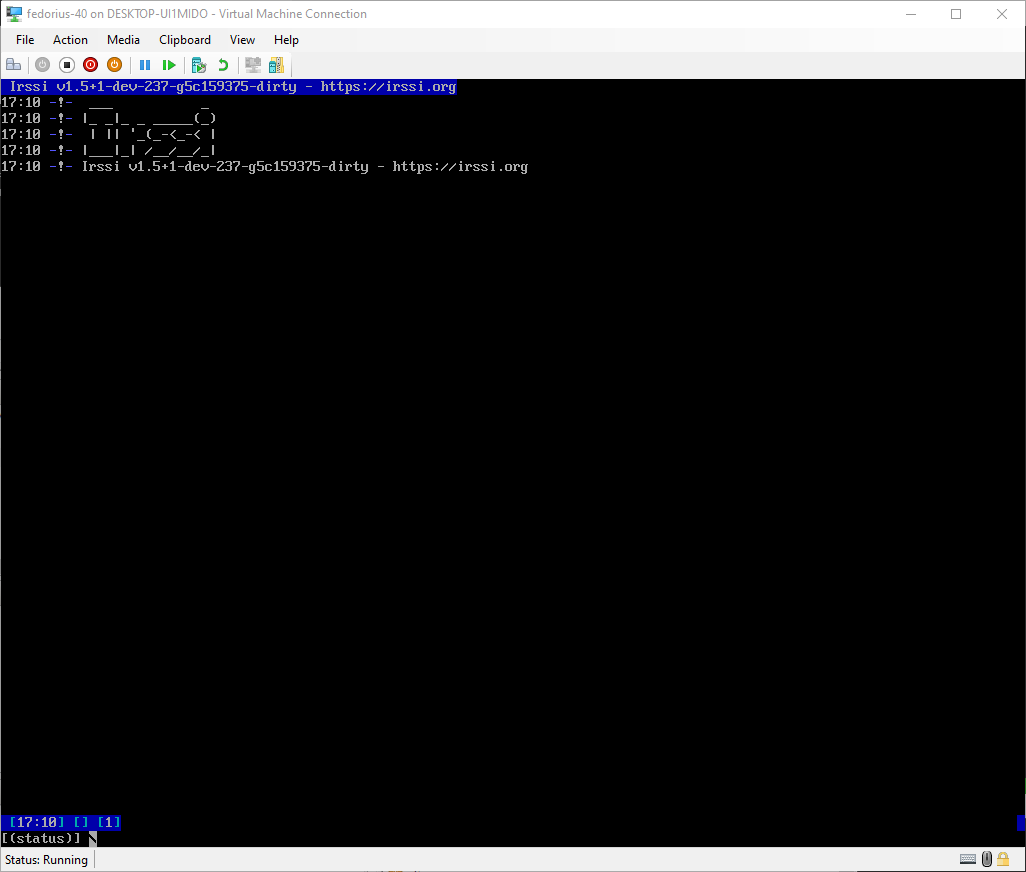 fedorius-40 on DESKTOP-UI1MIDO - Virtual Machine Connection
File Action Media Clipboard View Help
Irssi v1.5+1-dev-237-g5c159375-dirty - https://irssi.org
17:10 -!-  ___           _
17:10 -!- |_ _|_ _ _____(_)
17:10 -!-  | || '_(_-<_-< |
17:10 -!- |___|_| /__/__/_|
17:10 -!- Irssi v1.5+1-dev-237-g5c159375-dirty - https://irssi.org
[17:10] [] [1]
[(status)]
Status: Running